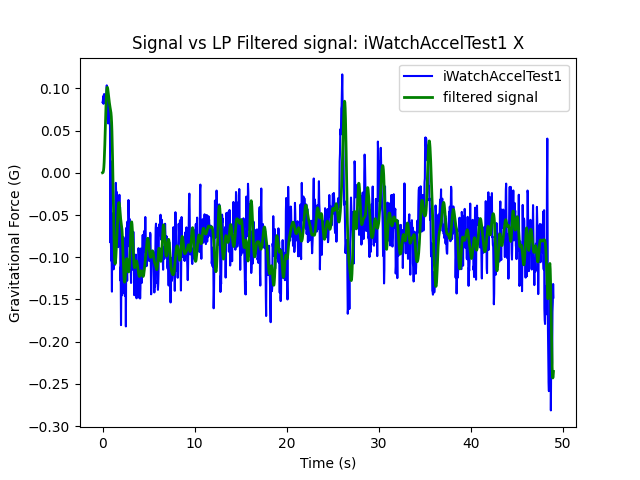 Signal vs LP Filtered signal: iWatchAccelTest1 X
iWatchAccelTest1
filtered signal
Gravitational Force (G)
0.10
0.05
0.00
−0.05
−0.10
−0.15
−0.20
−0.25
−0.30
0 10 20 30 40 50
Time (s)